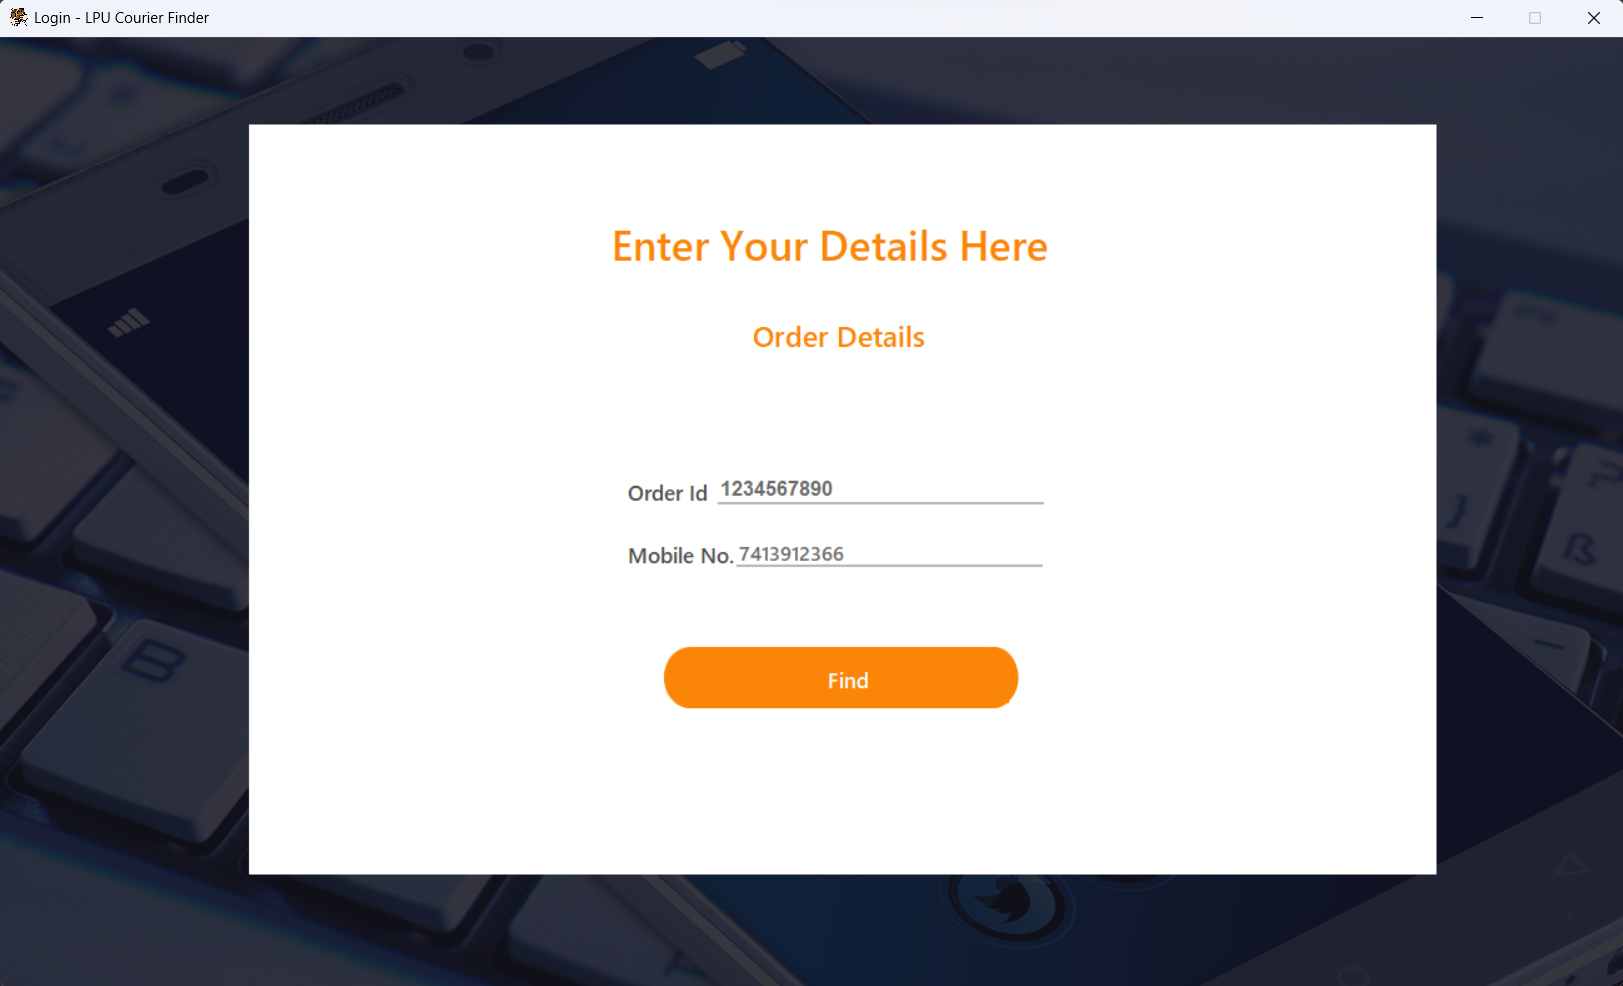 Login - LPU Courier Finder
Enter Your Details Here
Order Details
Order Id 1234567890
Mobile No. 7413912366
Find
B